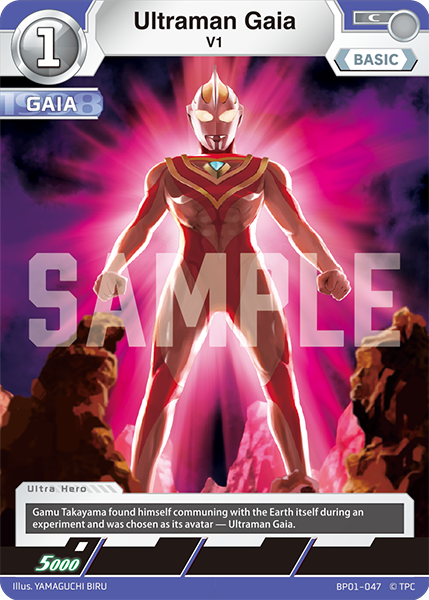 1
Ultraman Gaia
V1
C
BASIC
1998
GAIA
SAMPLE
Ultra Hero
Gamu Takayama found himself communing with the Earth itself during an
experiment and was chosen as its avatar — Ultraman Gaia.
5000
Illus. YAMAGUCHI BIRU
BP01-047 © TPC